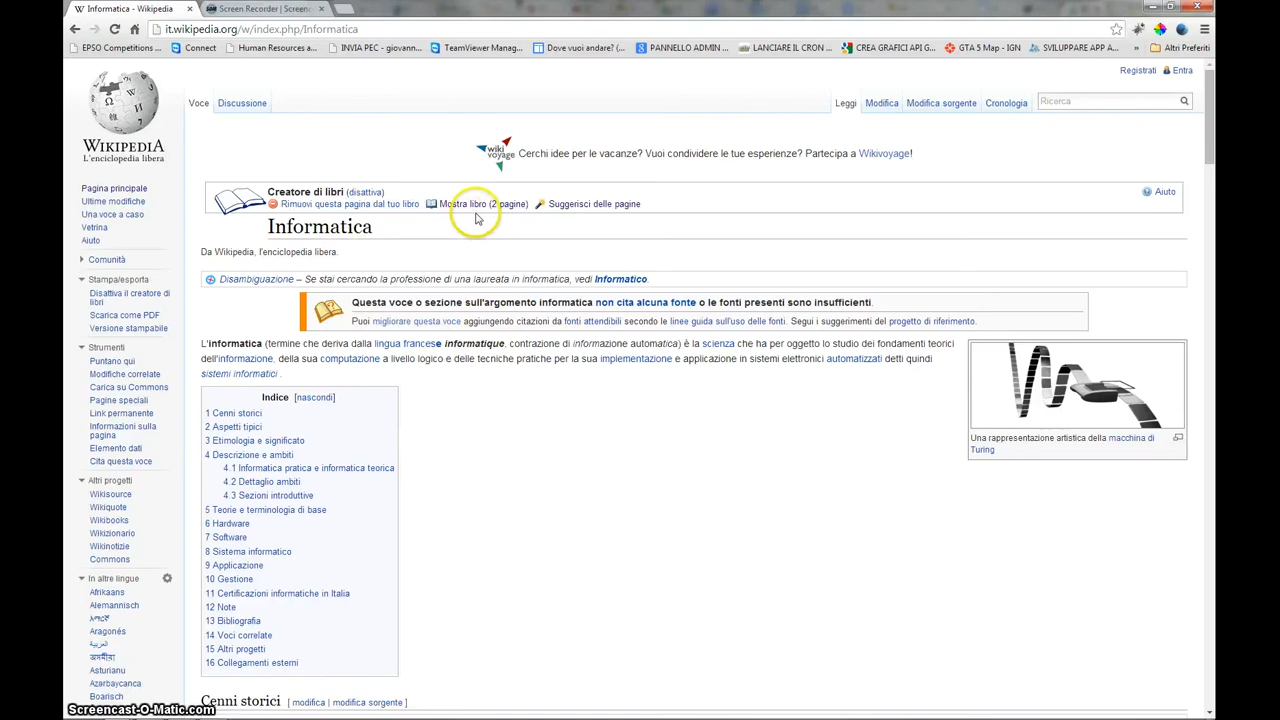 Informatica - Wikipedia
Screen Recorder | Screenc
it.wikipedia.org/w/index.php/Informatica
EPSO Competitions ...
Connect
Human Resources a...
INVIA PEC - giovann...
TeamViewer Manag...
Dove vuoi andare? (...
PANNELLO ADMIN ...
LANCIARE IL CRON ...
CREA GRAFICI API G...
GTA 5 Map - IGN
SVILUPPARE APP A...
»
Altri Preferiti
Registrati
Entra
Voce
Discussione
Leggi
Modifica
Modifica sorgente
Cronologia
Ricerca
WIKIPEDIA
L'enciclopedia libera
wiki
voyage
Cerchi idee per le vacanze? Vuoi condividere le tue esperienze? Partecipa a Wikivoyage!
Creatore di libri (disattiva)
Aiuto
Rimuovi questa pagina dal tuo libro
Mostra libro (2 pagine)
Suggerisci delle pagine
Informatica
Da Wikipedia, l'enciclopedia libera.
Disambiguazione – Se stai cercando la professione di una laureata in informatica, vedi Informatico.
Questa voce o sezione sull'argomento informatica non cita alcuna fonte o le fonti presenti sono insufficienti.
Puoi migliorare questa voce aggiungendo citazioni da fonti attendibili secondo le linee guida sull'uso delle fonti. Segui i suggerimenti del progetto di riferimento.
L'informatica (termine che deriva dalla lingua francese informatique, contrazione di informazione automatica) è la scienza che ha per oggetto lo studio dei fondamenti teorici
dell'informazione, della sua computazione a livello logico e delle tecniche pratiche per la sua implementazione e applicazione in sistemi elettronici automatizzati detti quindi
sistemi informatici .
Una rappresentazione artistica della macchina di
Turing
Indice [nascondi]
1 Cenni storici
2 Aspetti tipici
3 Etimologia e significato
4 Descrizione e ambiti
4.1 Informatica pratica e informatica teorica
4.2 Dettaglio ambiti
4.3 Sezioni introduttive
5 Teorie e terminologia di base
6 Hardware
7 Software
8 Sistema informatico
9 Applicazione
10 Gestione
11 Certificazioni informatiche in Italia
12 Note
13 Bibliografia
14 Voci correlate
15 Altri progetti
16 Collegamenti esterni
Cenni storici [ modifica | modifica sorgente ]
Pagina principale
Ultime modifiche
Una voce a caso
Vetrina
Aiuto
Comunità
Stampa/esporta
Disattiva il creatore di
libri
Scarica come PDF
Versione stampabile
Strumenti
Puntano qui
Modifiche correlate
Carica su Commons
Pagine speciali
Link permanente
Informazioni sulla
pagina
Elemento dati
Cita questa voce
Altri progetti
Wikisource
Wikiquote
Wikibooks
Wikizionario
Wikinotizie
Commons
In altre lingue
Afrikaans
Alemannisch
አማርኛ
Aragonés
العربية
অসমীয়া
Asturianu
Azərbaycanca
Boarisch
Screencast-O-Matic.com